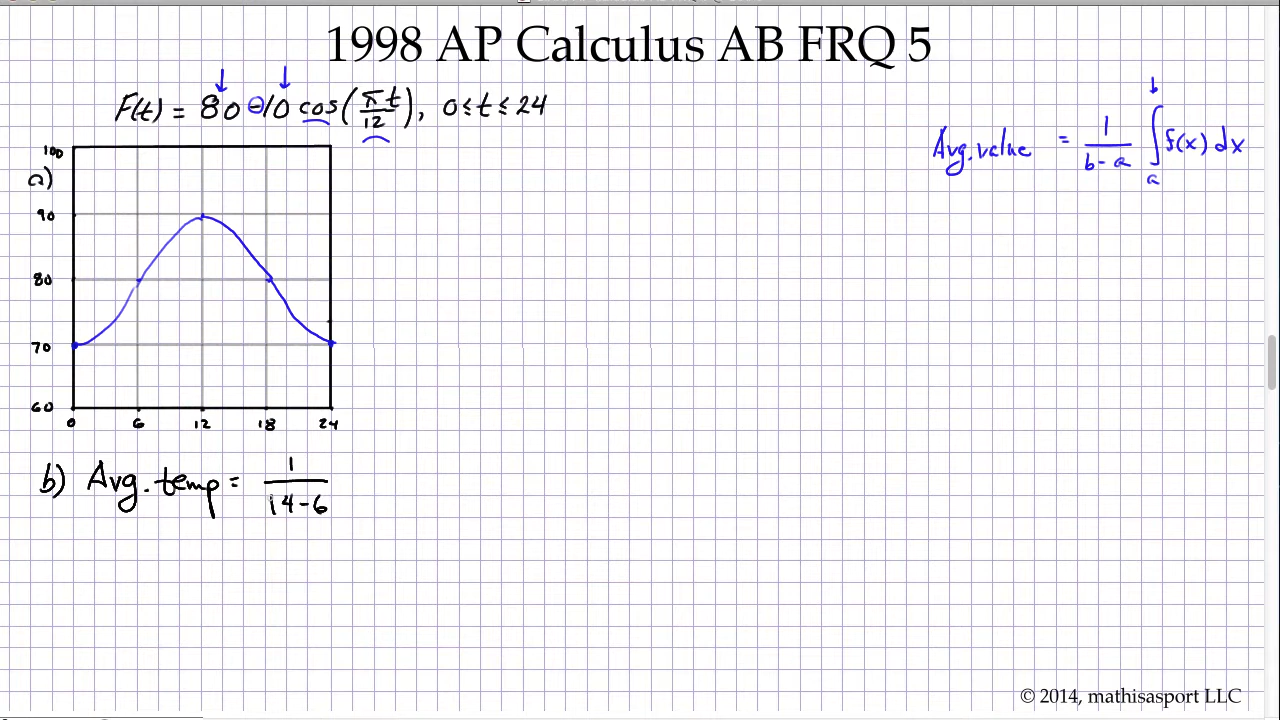 1998 AP Calculus AB FRQ 5
F(t) = 80 - 10 cos(πt/12), 0 ≤ t ≤ 24
Avg. value = 1/(b-a) ∫ₐᵇ f(x) dx
a)
100
90
80
70
60
0 6 12 18 24
b) Avg. temp = 1/(14-6)
© 2014, mathisasport LLC